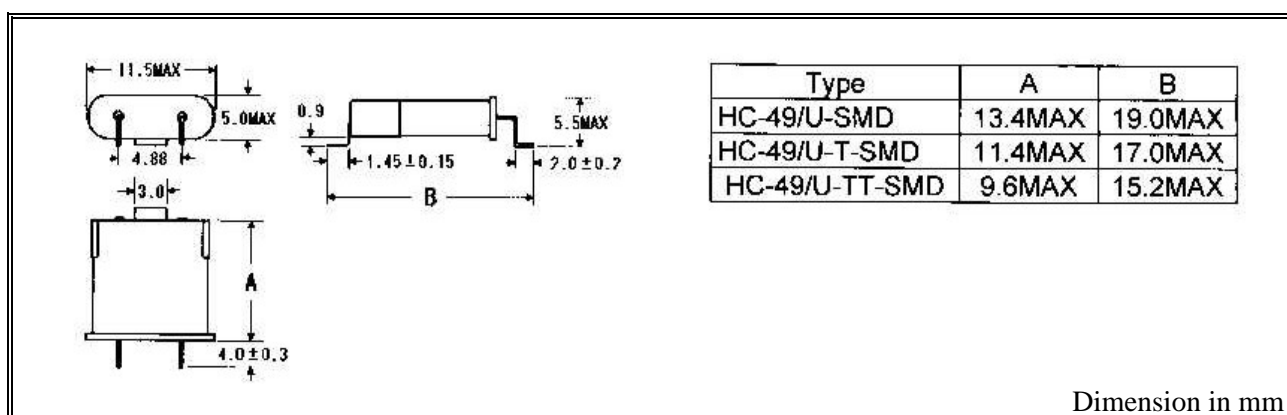 11.5MAX
5.0MAX
4.88
3.0
A
4.0±0.3
0.9
5.5MAX
1.45±0.15
2.0±0.2
B
Type A B
HC-49/U-SMD 13.4MAX 19.0MAX
HC-49/U-T-SMD 11.4MAX 17.0MAX
HC-49/U-TT-SMD 9.6MAX 15.2MAX
Dimension in mm